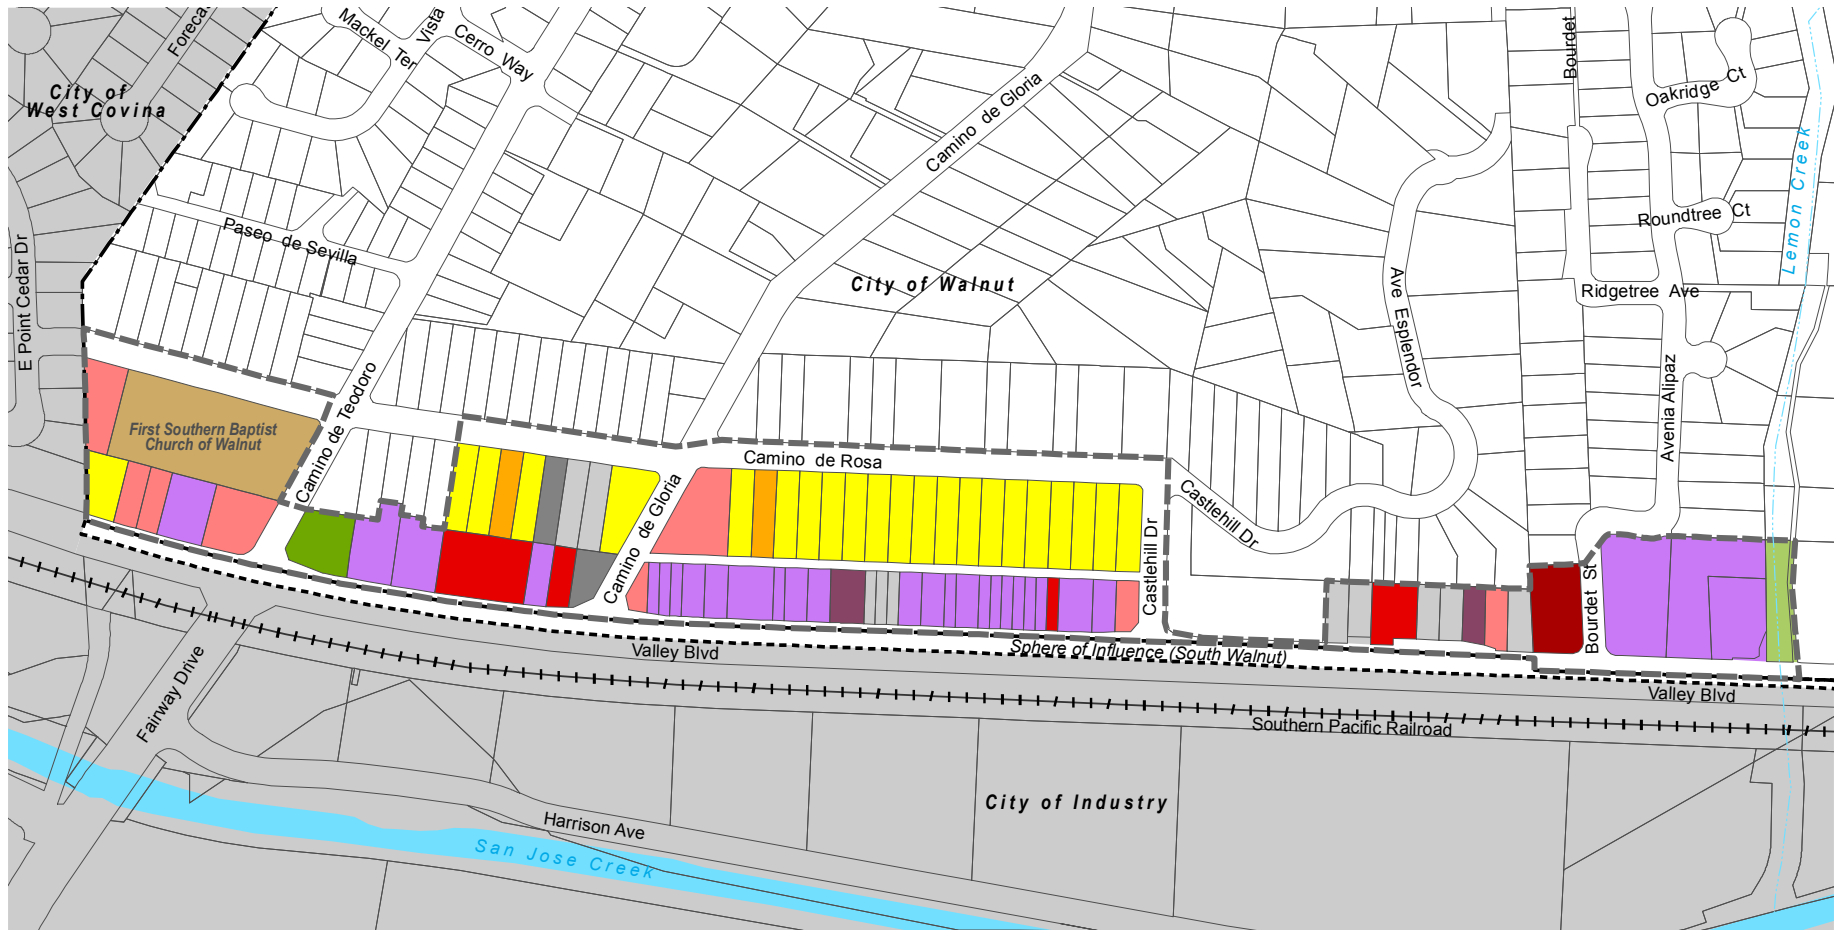 Forecas
Mackel Ter
Vista
Cerro Way
Bourdet
City of
West Covina
Oakridge Ct
Camino de Gloria
Lemon Creek
Roundtree Ct
Paseo de Sevilla
E Point Cedar Dr
City of Walnut
Ridgetree Ave
Ave Esplendor
Camino de Teodoro
Avenia Alipaz
First Southern Baptist
Church of Walnut
Camino de Rosa
Camino de Gloria
Castlehill Dr
Castlehill Dr
Bourdet St
Valley Blvd
Sphere of Influence (South Walnut)
Fairway Drive
Valley Blvd
Southern Pacific Railroad
City of Industry
Harrison Ave
San Jose Creek